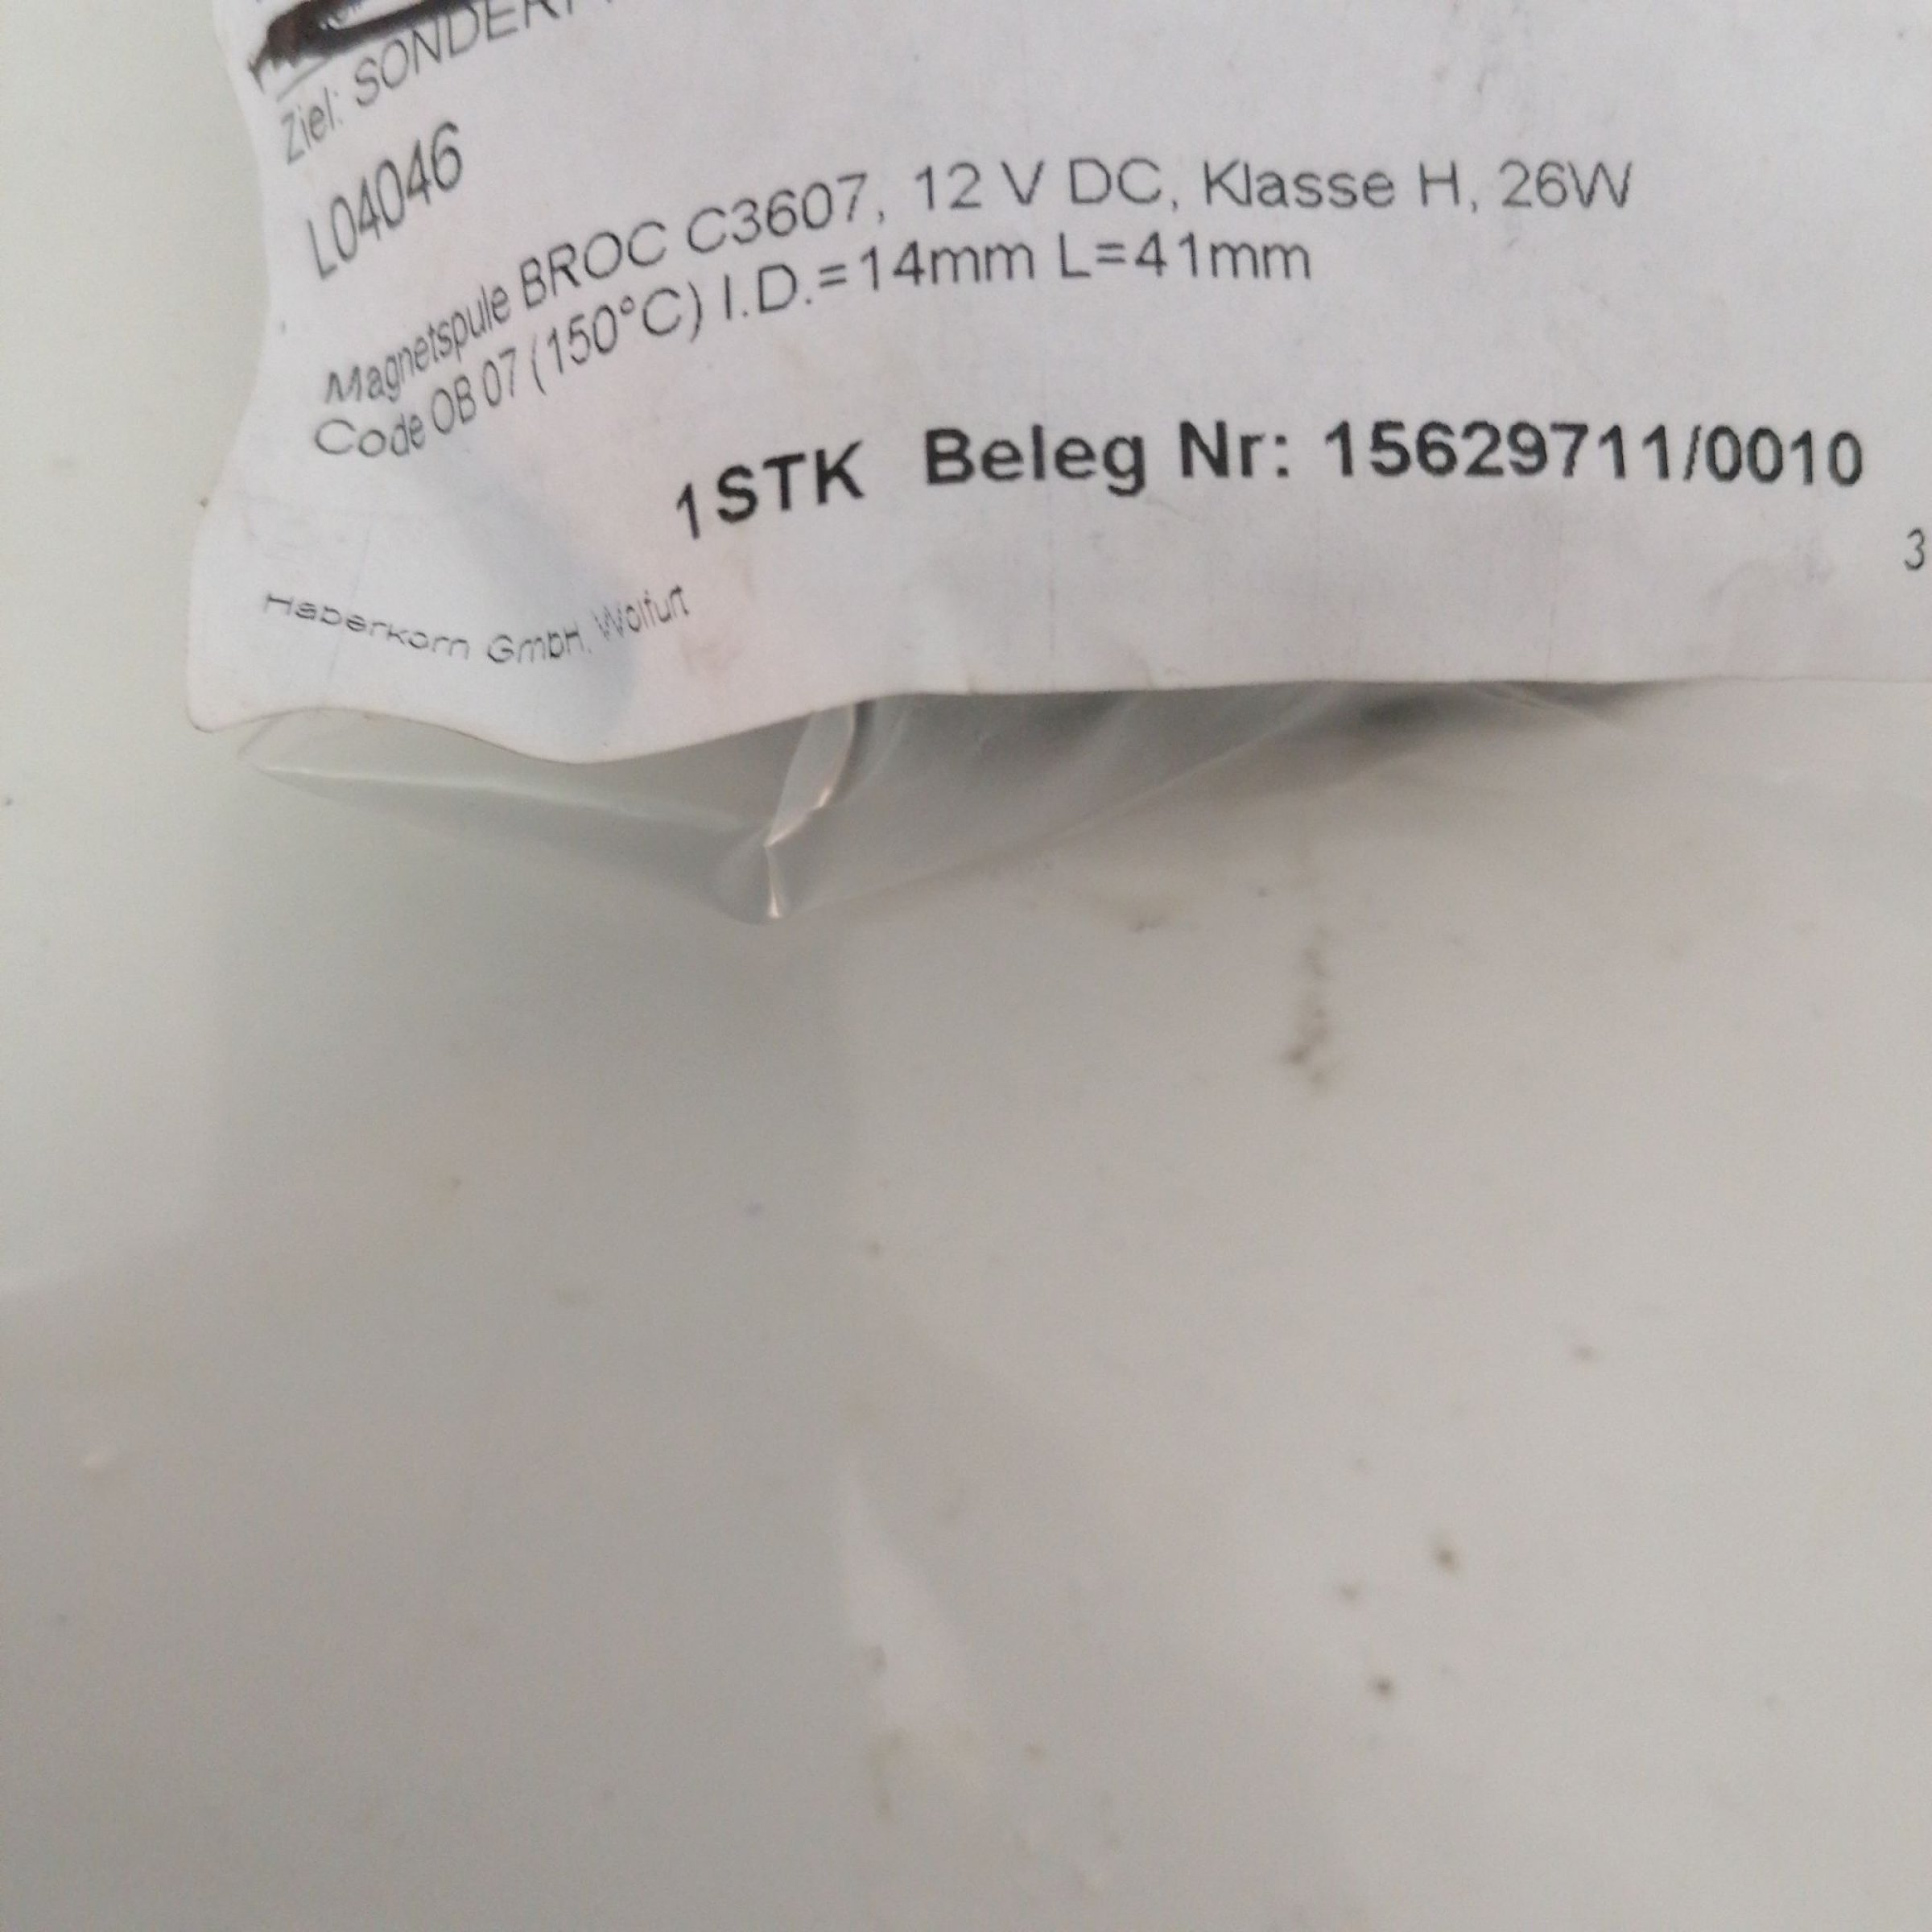 Ziel:
L04046
Magnetspule BROC C3607, 12 V DC, Klasse H, 26W
Code OB 07 (150°C) I.D.=14mm L=41mm
1STK Beleg Nr: 15629711/0010
3
Haberkorn GmbH, Wolfurt